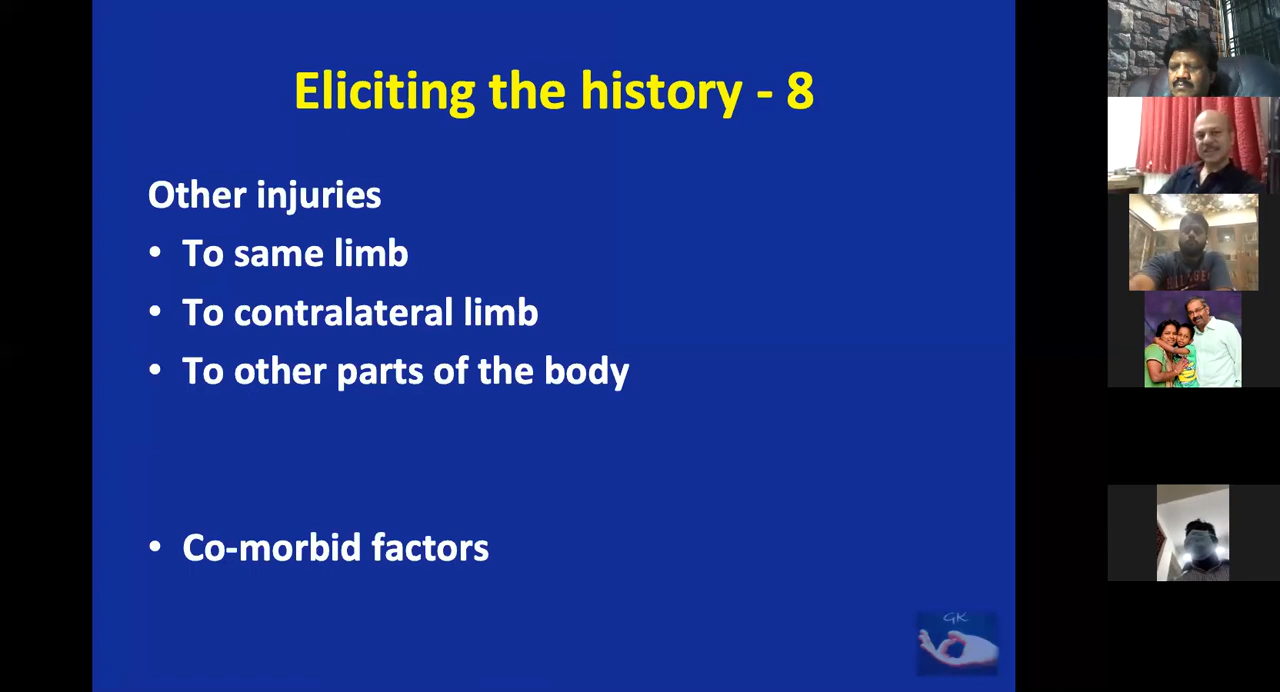 Eliciting the history - 8
Other injuries
• To same limb
• To contralateral limb
• To other parts of the body
• Co-morbid factors
GK